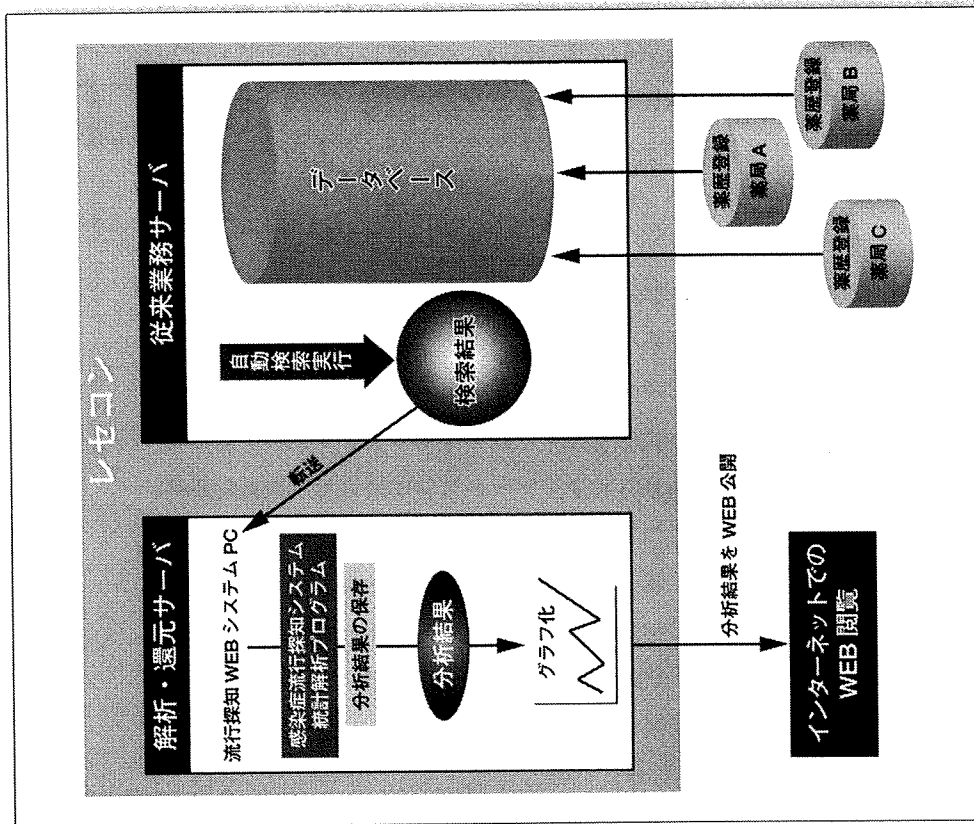 レセコン
解析・還元サーバ
流行探知 WEB システム PC
感染症流行探知システム
統計解析プログラム
分析結果の保存
分析結果
グラフ化
転送
従来業務サーバ
自動
検索
実行
検索結果
データベース
薬歴登録
薬局 C
薬歴登録
薬局 A
薬歴登録
薬局 B
分析結果を WEB 公開
インターネットでの
WEB 閲覧